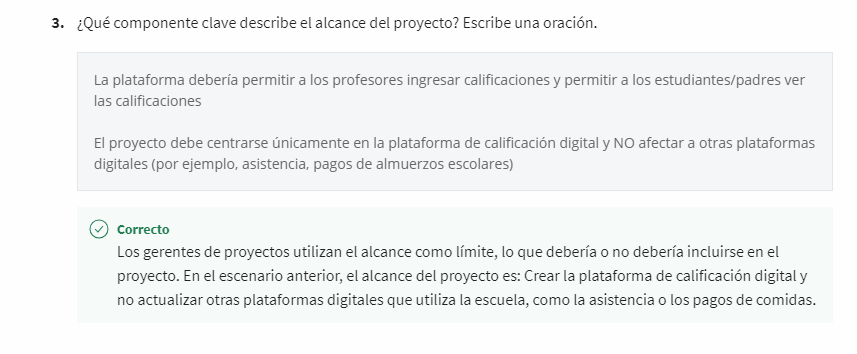 3. ¿Qué componente clave describe el alcance del proyecto? Escribe una oración.
La plataforma debería permitir a los profesores ingresar calificaciones y permitir a los estudiantes/padres ver
las calificaciones
El proyecto debe centrarse únicamente en la plataforma de calificación digital y NO afectar a otras plataformas
digitales (por ejemplo, asistencia, pagos de almuerzos escolares)
Correcto
Los gerentes de proyectos utilizan el alcance como límite, lo que debería o no debería incluirse en el
proyecto. En el escenario anterior, el alcance del proyecto es: Crear la plataforma de calificación digital y
no actualizar otras plataformas digitales que utiliza la escuela, como la asistencia o los pagos de comidas.